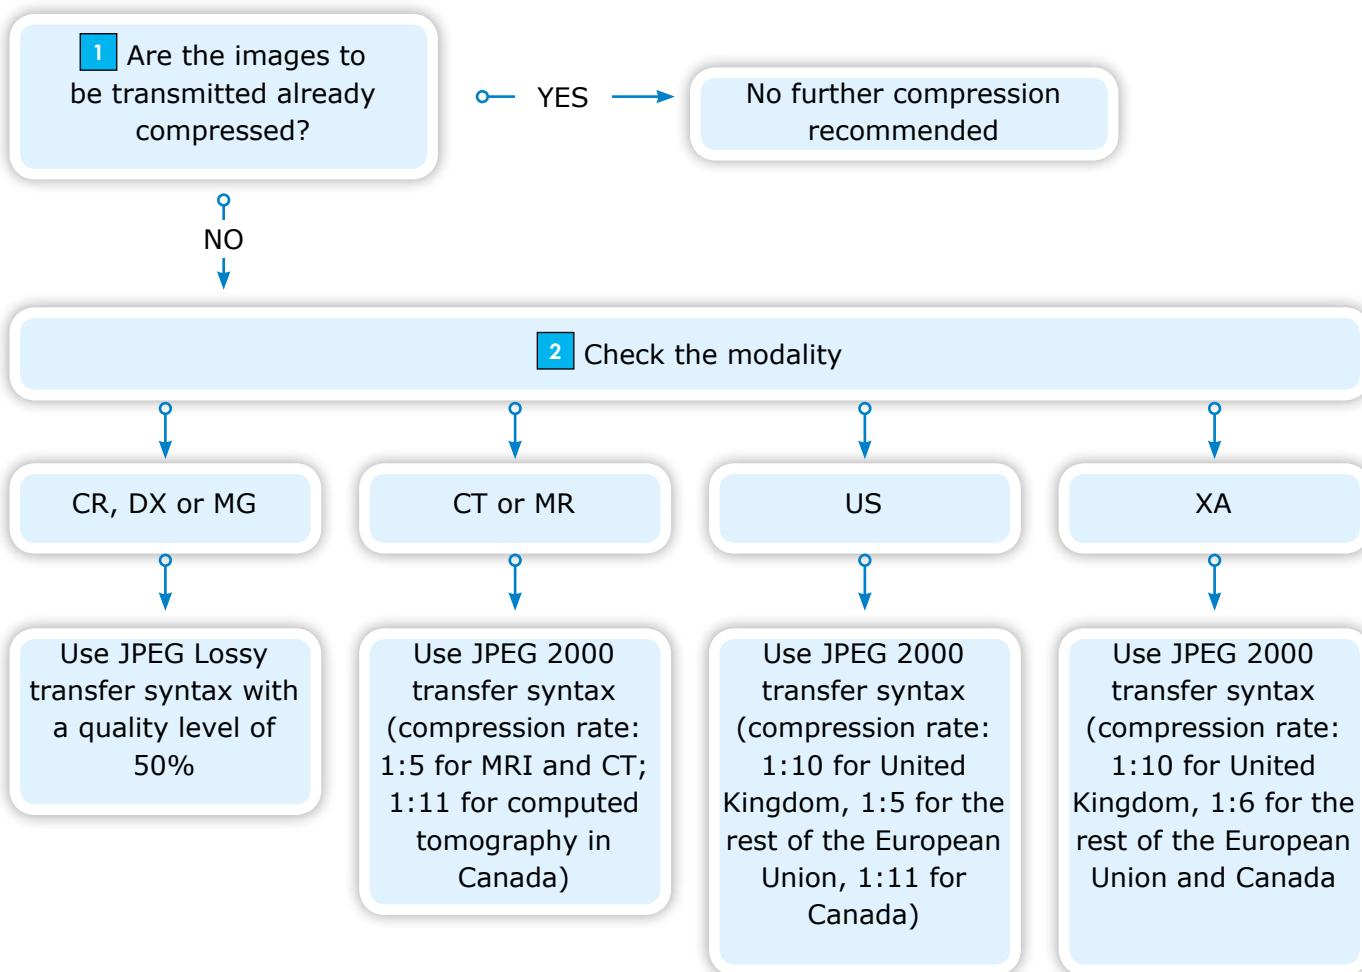 1 Are the images to
be transmitted already
compressed?
YES
No further compression
recommended
NO
2 Check the modality
CR, DX or MG
CT or MR
US
XA
Use JPEG Lossy
transfer syntax with
a quality level of
50%
Use JPEG 2000
transfer syntax
(compression rate:
1:5 for MRI and CT;
1:11 for computed
tomography in
Canada)
Use JPEG 2000
transfer syntax
(compression rate:
1:10 for United
Kingdom, 1:5 for the
rest of the European
Union, 1:11 for
Canada)
Use JPEG 2000
transfer syntax
(compression rate:
1:10 for United
Kingdom, 1:6 for the
rest of the European
Union and Canada